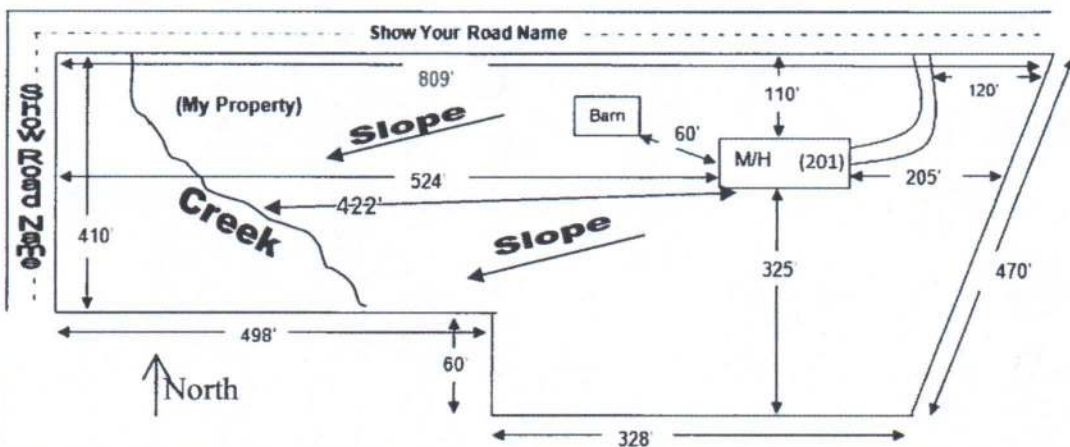 Show Your Road Name
809'
110'
120'
(My Property)
Slope
Barn
60'
M/H (201)
Show Road Name
524'
205'
422'
Creek
410'
Slope
325'
470'
498'
60'
North
328'